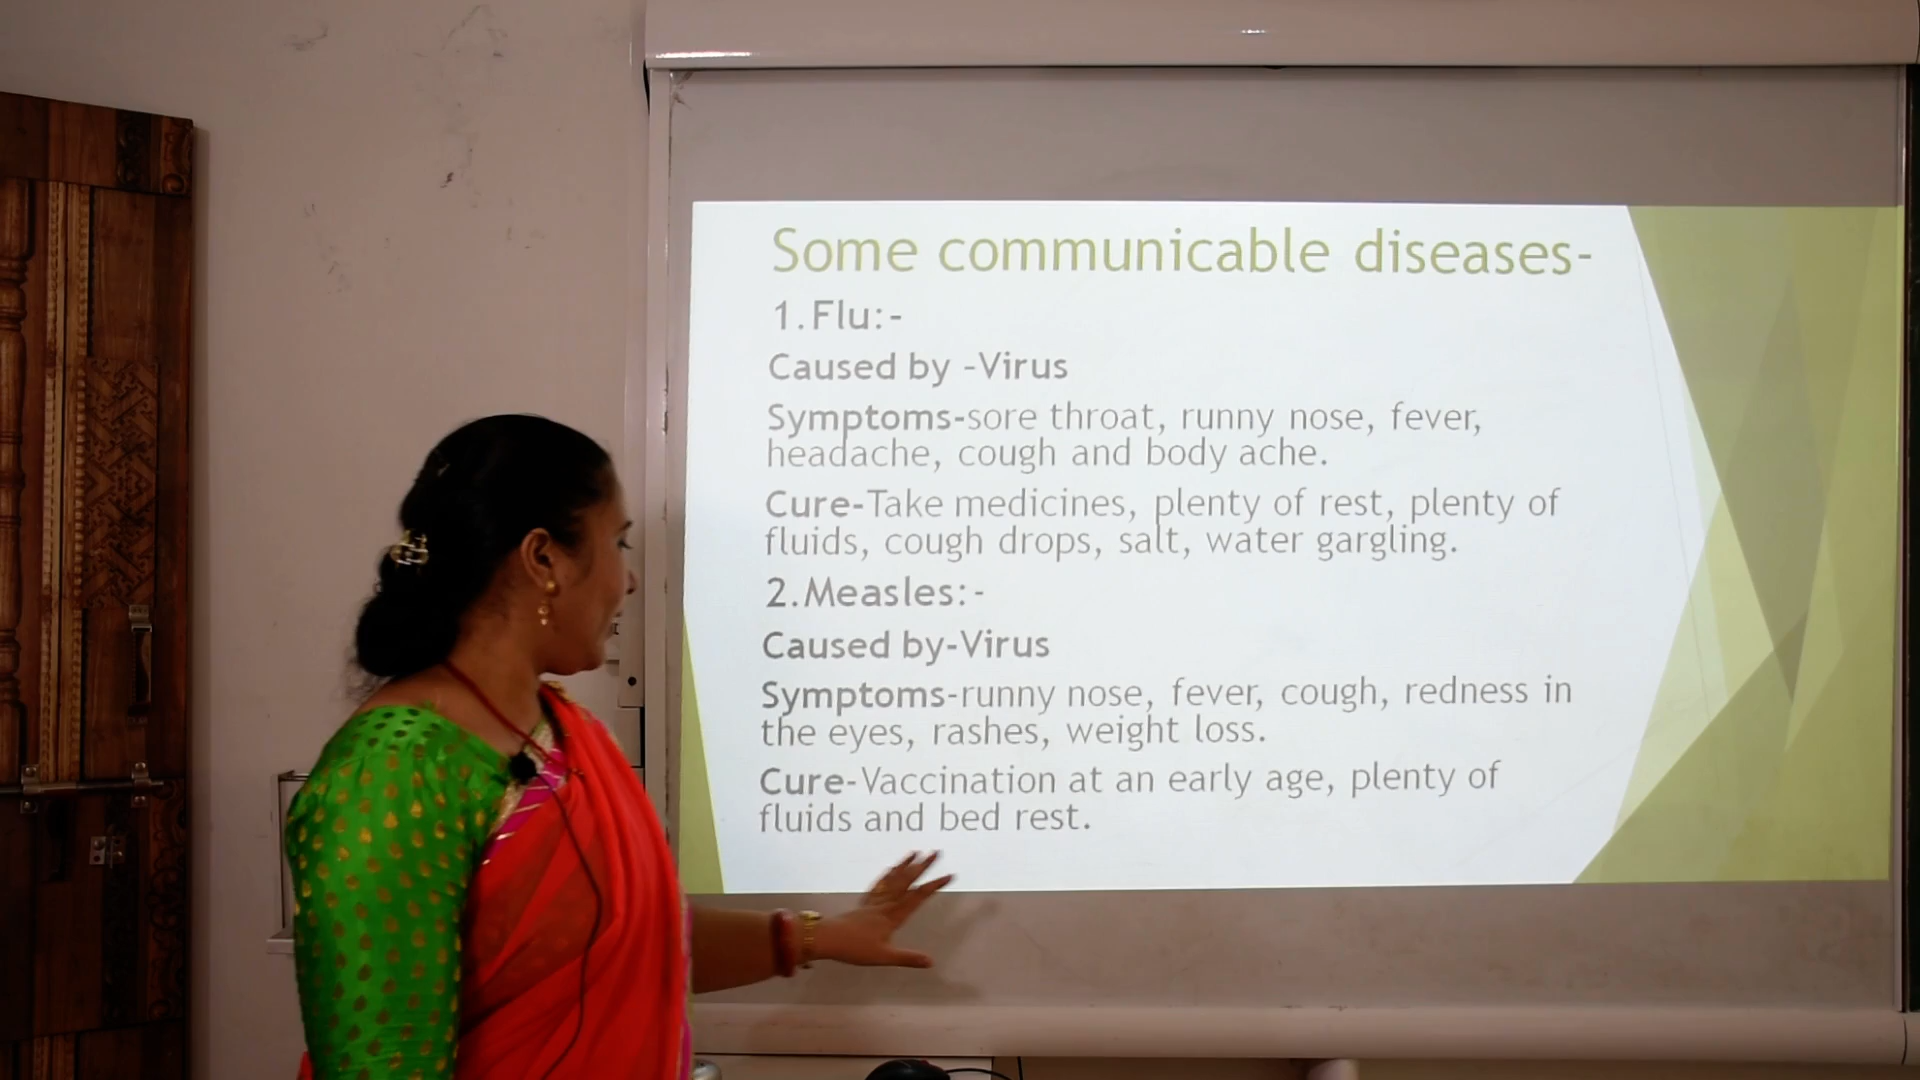 Some communicable diseases-
1.Flu:-
Caused by -Virus
Symptoms-sore throat, runny nose, fever,
headache, cough and body ache.
Cure-Take medicines, plenty of rest, plenty of
fluids, cough drops, salt, water gargling.
2.Measles:-
Caused by-Virus
Symptoms-runny nose, fever, cough, redness in
the eyes, rashes, weight loss.
Cure-Vaccination at an early age, plenty of
fluids and bed rest.